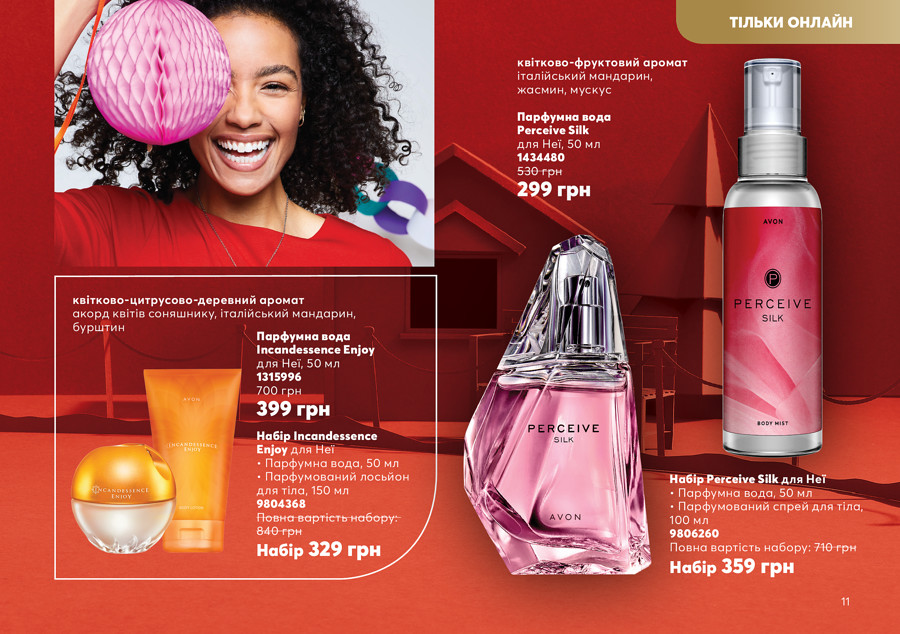 ТІЛЬКИ ОНЛАЙН
квітково-фруктовий аромат
італійський мандарин,
жасмин, мускус
Парфумна вода
Perceive Silk
для Неї, 50 мл
1434480
530 грн
299 грн
AVON
P
PERCEIVE
SILK
BODY MIST
квітково-цитрусово-деревний аромат
акорд квітів соняшнику, італійський мандарин,
бурштин
Парфумна вода
Incandessence Enjoy
для Неї, 50 мл
1315996
700 грн
399 грн
Набір Incandessence
Enjoy для Неї
• Парфумна вода, 50 мл
• Парфумований лосьйон
для тіла, 150 мл
9804368
Повна вартість набору:
840 грн
Набір 329 грн
AVON
INCANDESSENCE
ENJOY
INCANDESSENCE
ENJOY
PERCEIVE
SILK
AVON
Набір Perceive Silk для Неї
• Парфумна вода, 50 мл
• Парфумований спрей для тіла,
100 мл
9806260
Повна вартість набору: 710 грн
Набір 359 грн
11